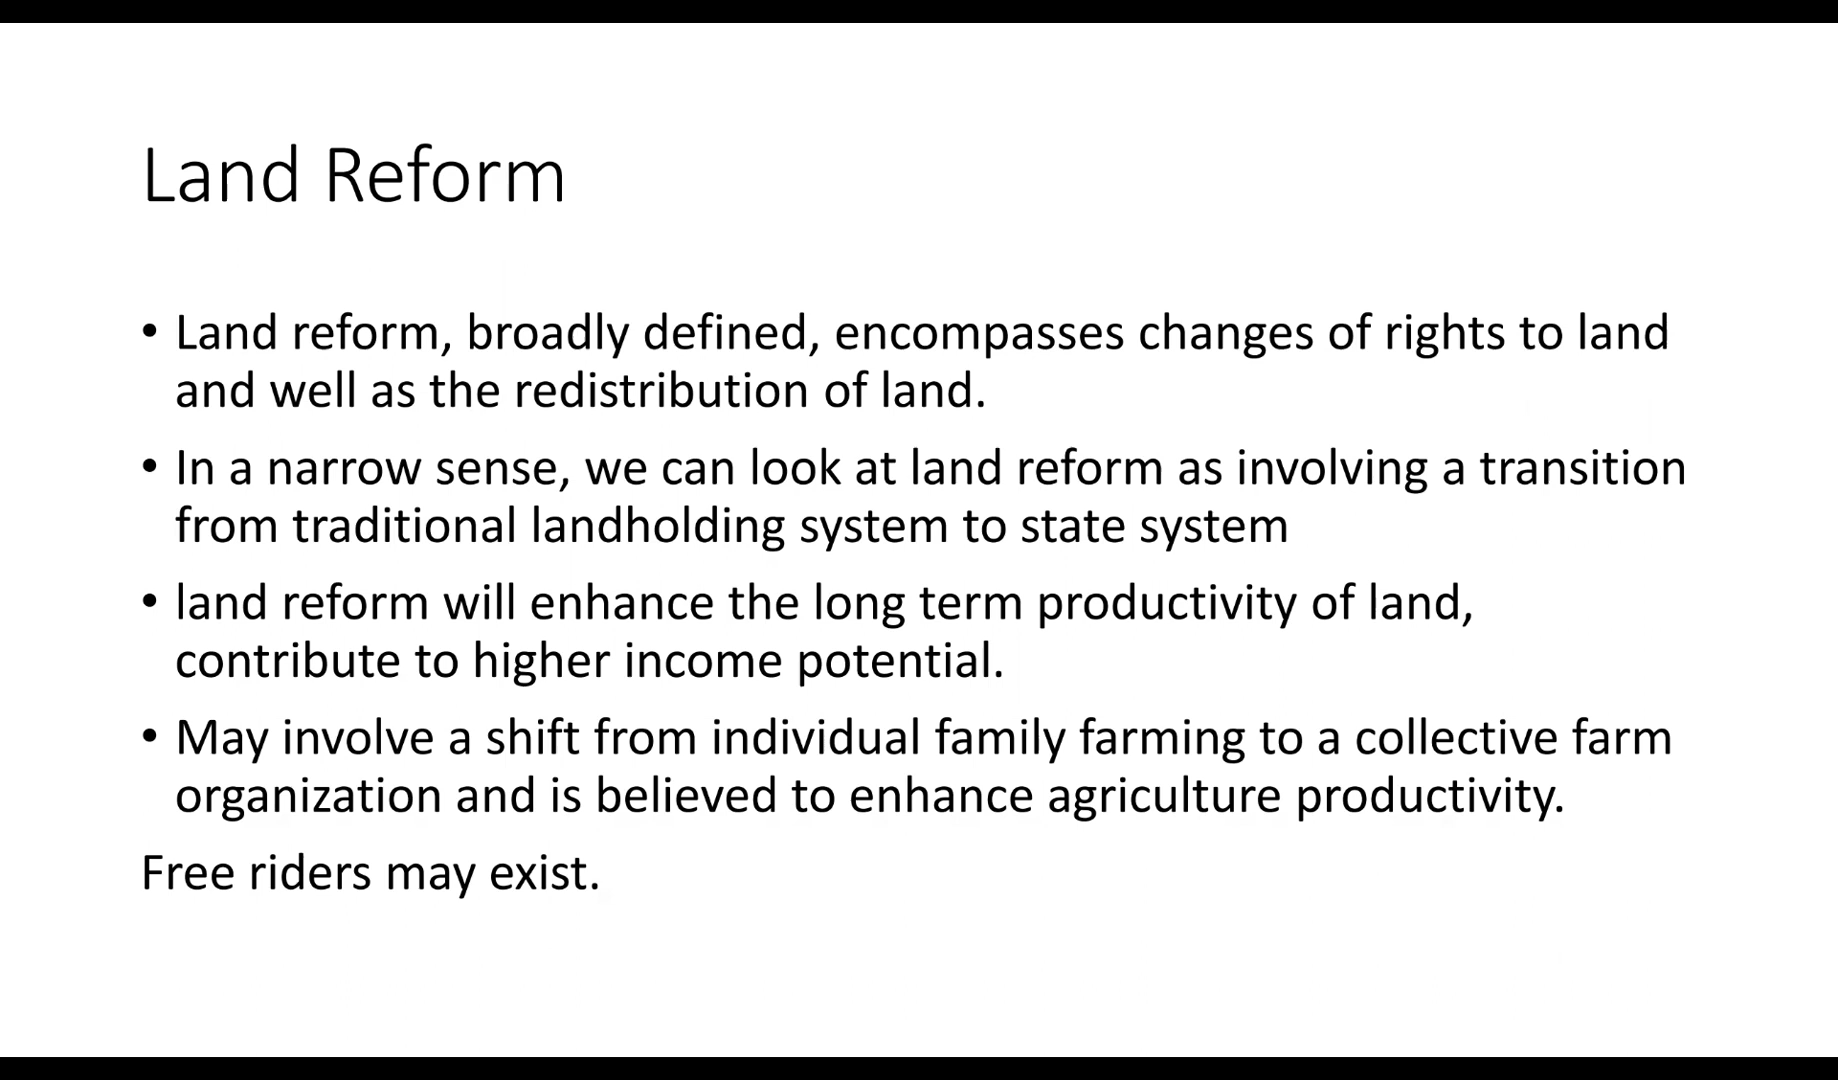 Land Reform
• Land reform, broadly defined, encompasses changes of rights to land
and well as the redistribution of land.
• In a narrow sense, we can look at land reform as involving a transition
from traditional landholding system to state system
• land reform will enhance the long term productivity of land,
contribute to higher income potential.
• May involve a shift from individual family farming to a collective farm
organization and is believed to enhance agriculture productivity.
Free riders may exist.